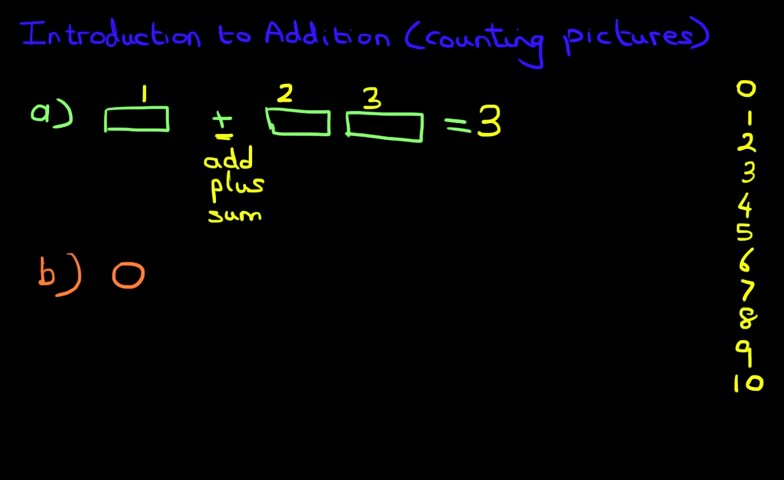 Introduction to Addition (counting pictures)
1 2 3
a) + = 3
add
plus
sum
b)
0
1
2
3
4
5
6
7
8
9
10